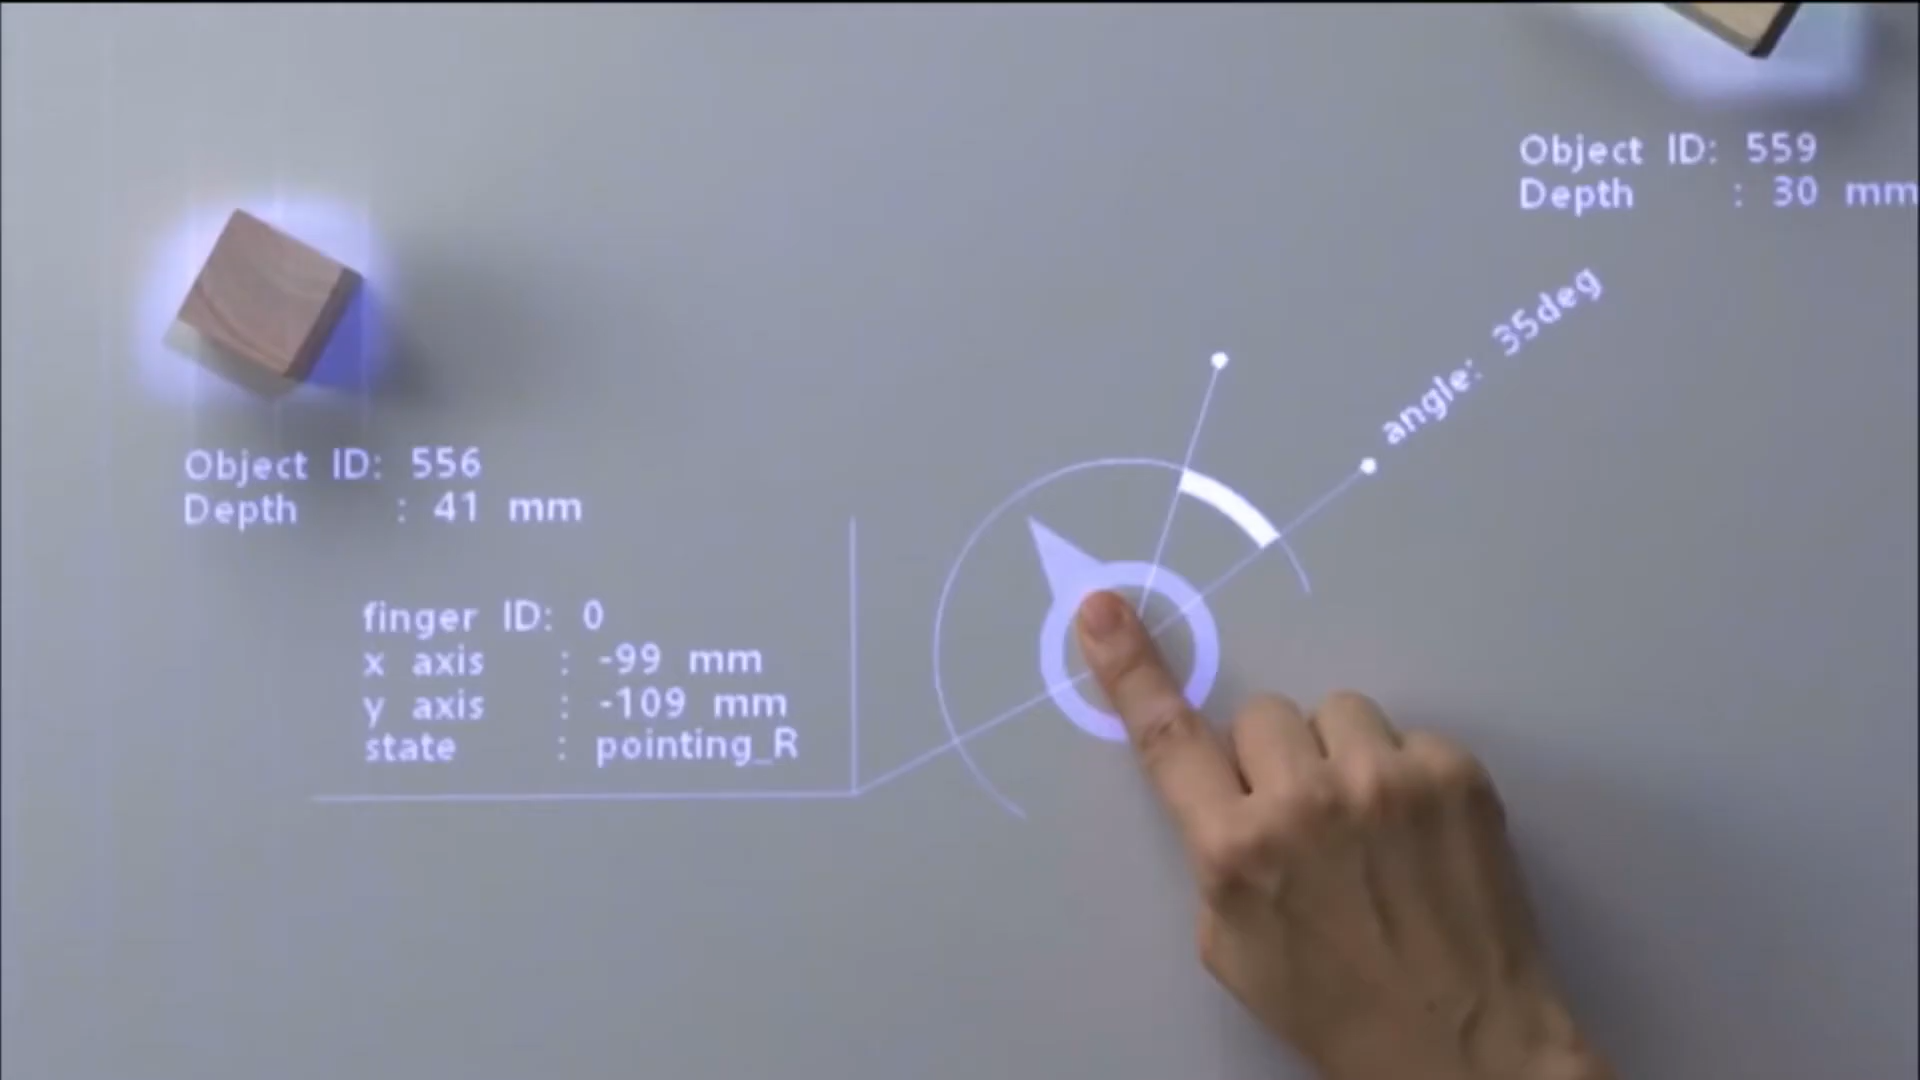 Object ID: 559
Depth : 30 mm
angle: 35deg
Object ID: 556
Depth : 41 mm
finger ID: 0
x axis : -99 mm
y axis : -109 mm
state : pointing_R